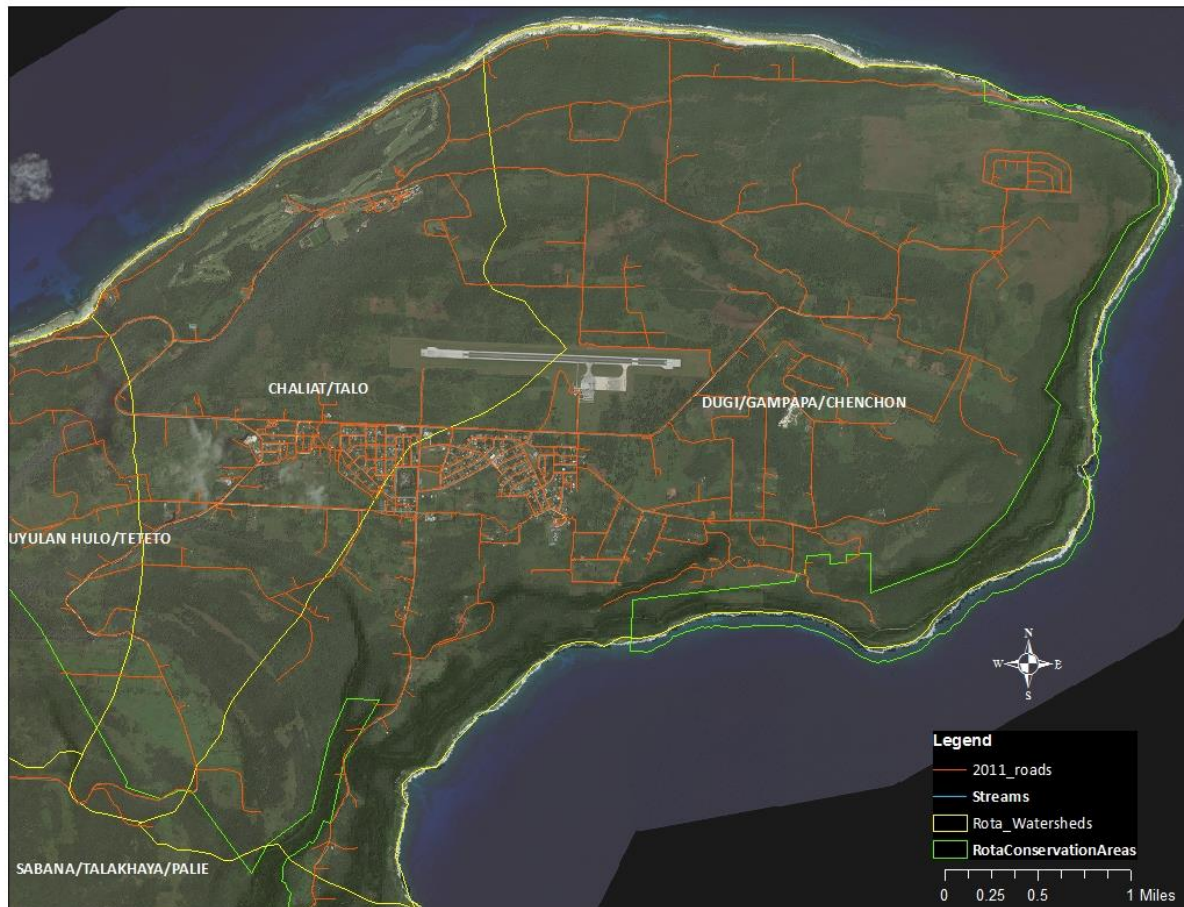 CHALIAT/TALO
DUGI/GAMPAPA/CHENCHON
UYULAN HULO/TETETO
SABANA/TALAKHAYA/PALIE
N
W E
S
Legend
2011_roads
Streams
Rota_Watersheds
RotaConservationAreas
0 0.25 0.5 1 Miles